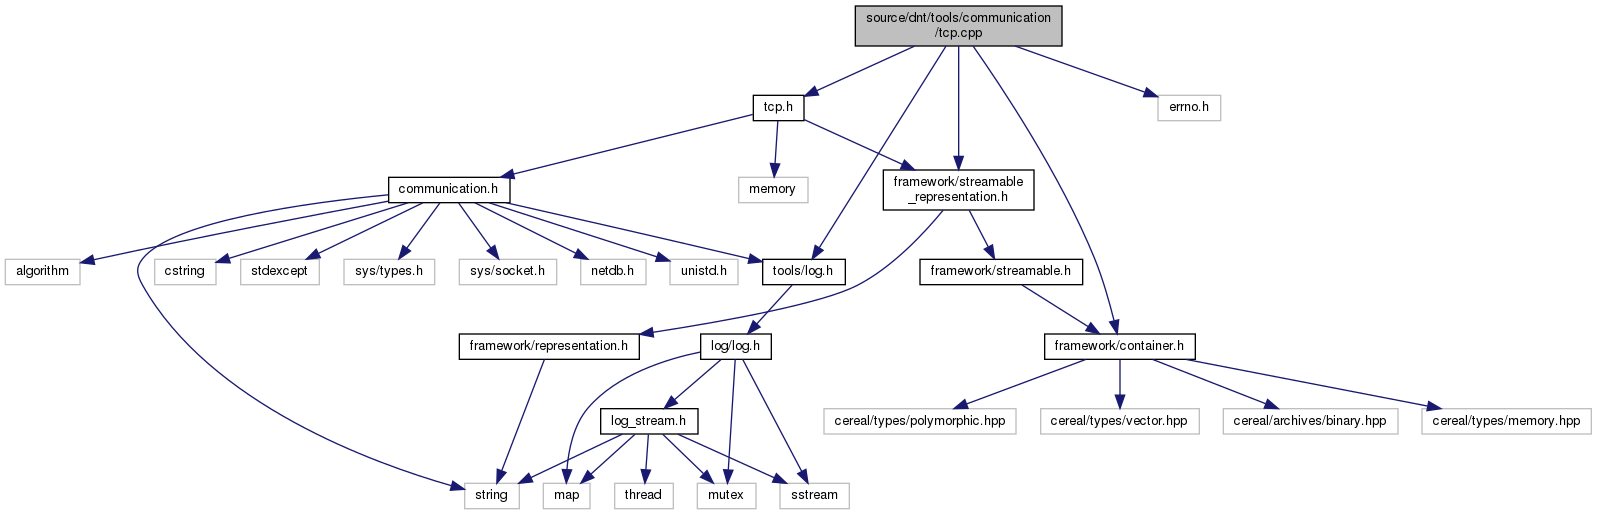 source/dnt/tools/communication
/tcp.cpp
tcp.h
errno.h
communication.h
memory
framework/streamable
_representation.h
algorithm
cstring
stdexcept
sys/types.h
sys/socket.h
netdb.h
unistd.h
tools/log.h
framework/streamable.h
framework/representation.h
log/log.h
framework/container.h
log_stream.h
cereal/types/polymorphic.hpp
cereal/types/vector.hpp
cereal/archives/binary.hpp
cereal/types/memory.hpp
string
map
thread
mutex
sstream